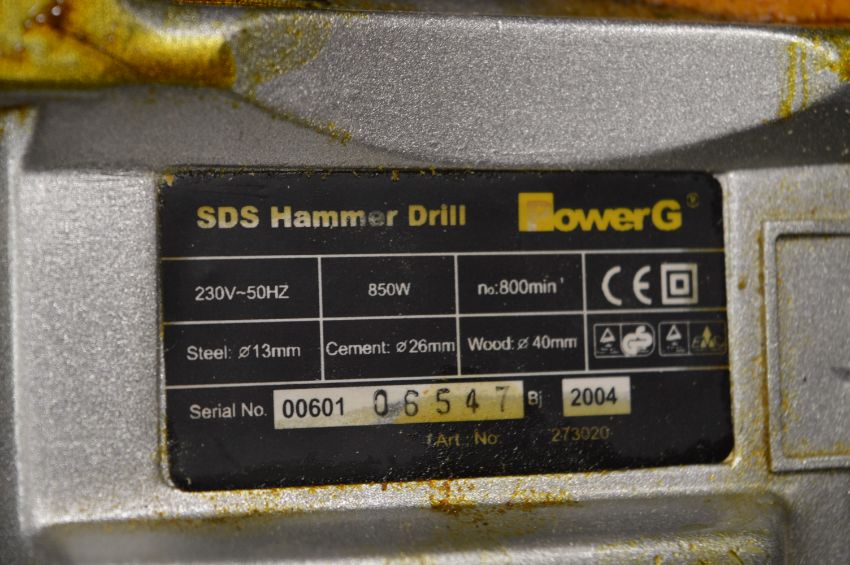 SDS Hammer Drill PowerG
230V~50HZ 850W n₀:800min⁻¹ CE
Steel: ⌀13mm Cement: ⌀26mm Wood: ⌀ 40mm
Serial No. 00601 06547 Bj 2004
Art. No 273020